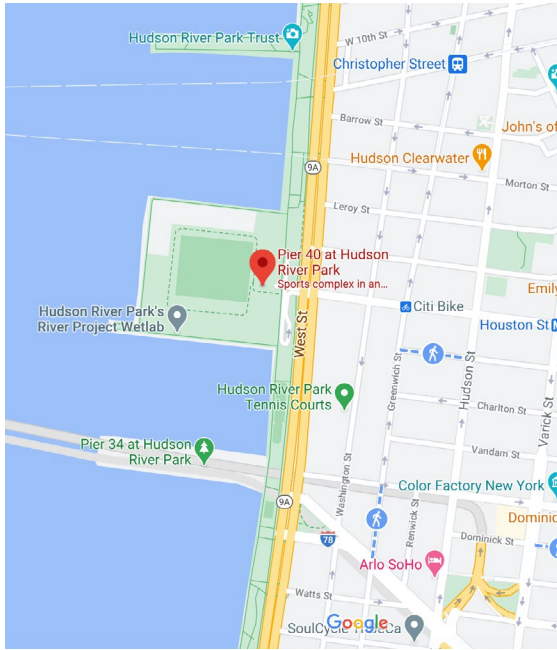 Hudson River Park Trust
W 10th St
Christopher Street
Barrow St
John's of
Hudson Clearwater
9A
Morton St
Leroy St
Pier 40 at Hudson
River Park
Sports complex in an...
Emily
Hudson River Park's
River Project Wetlab
Citi Bike
Houston St
West St
Hudson St
Greenwich St
Hudson River Park
Tennis Courts
Charlton St
Varick St
Pier 34 at Hudson
River Park
Vandam St
Washington St
Color Factory New York
9A
Renwick St
Dominick
78
Dominick St
Arlo SoHo
Watts St
Google
SoulCycle